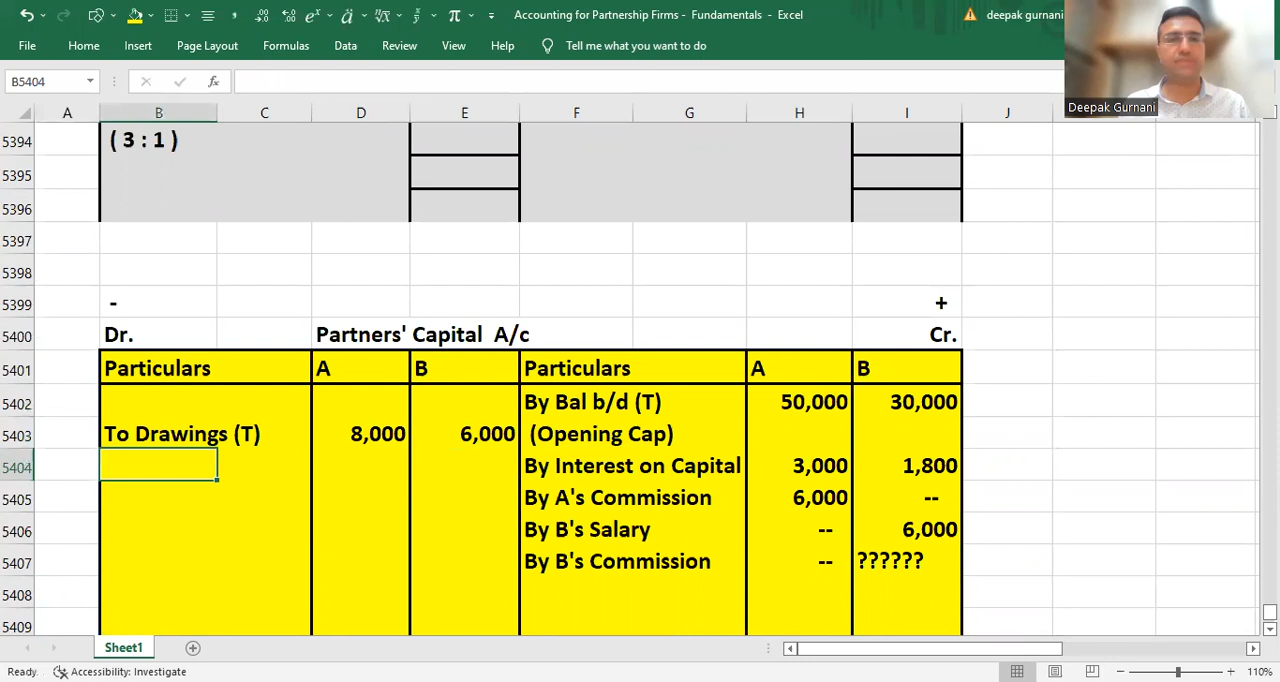 Accounting for Partnership Firms - Fundamentals - Excel
deepak gurnani
File Home Insert Page Layout Formulas Data Review View Help Tell me what you want to do
B5404
fx
Deepak Gurnani
A B C D E F G H I J
5394 ( 3 : 1 )
5395
5396
5397
5398
5399 - +
5400 Dr. Partners' Capital A/c Cr.
5401 Particulars A B Particulars A B
5402 By Bal b/d (T) 50,000 30,000
5403 To Drawings (T) 8,000 6,000 (Opening Cap)
5404 By Interest on Capital 3,000 1,800
5405 By A's Commission 6,000 --
5406 By B's Salary -- 6,000
5407 By B's Commission -- ??????
5408
5409
Sheet1
Ready Accessibility: Investigate 110%